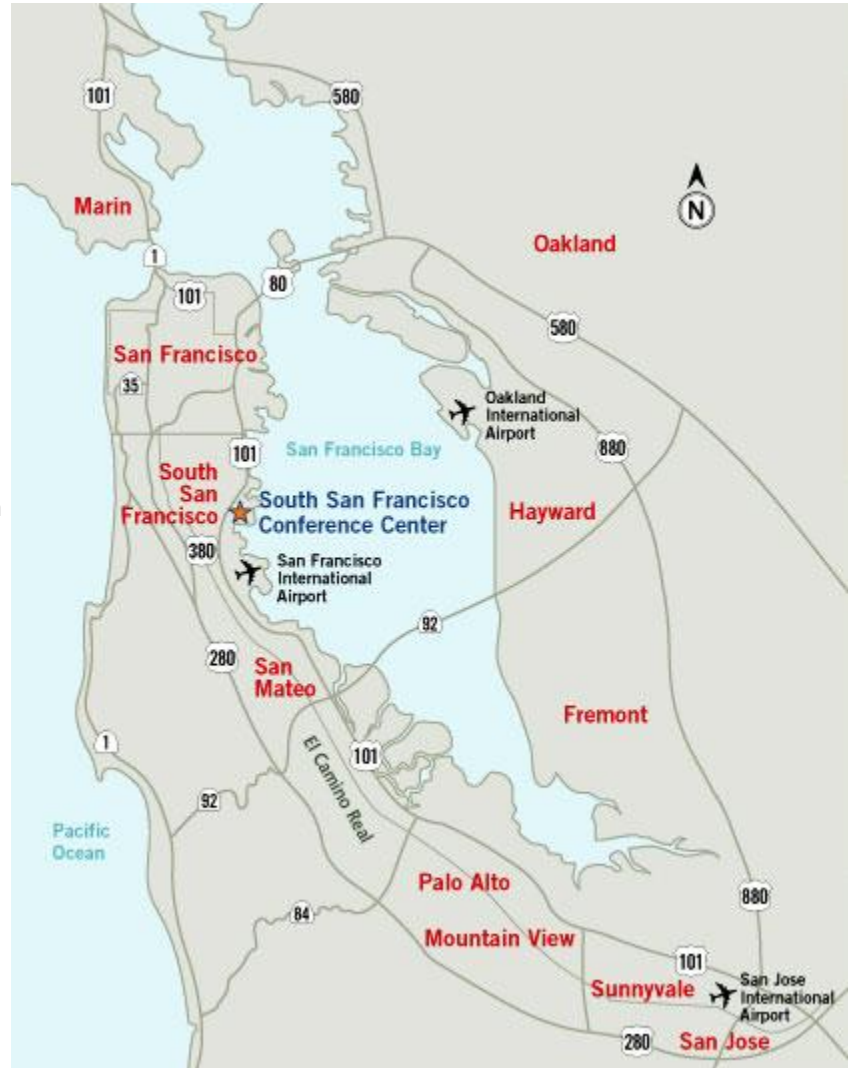 101
580
Marin
N
Oakland
1
80
101
580
San Francisco
35
Oakland
International
Airport
880
San Francisco Bay
101
South
San
Francisco
South San Francisco
Conference Center
Hayward
380
San Francisco
International
Airport
92
280
San
Mateo
Fremont
1
101
El Camino Real
92
Pacific
Ocean
Palo Alto
880
84
Mountain View
101
Sunnyvale
San Jose
International
Airport
280
San Jose